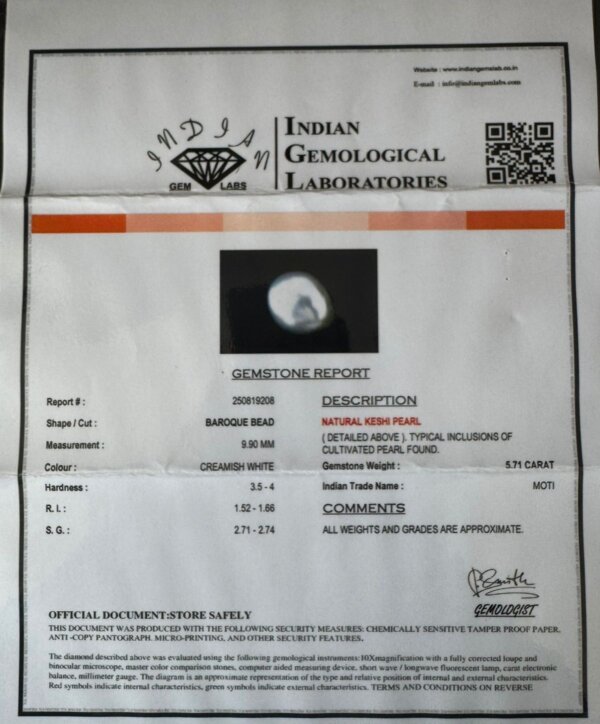 Website : www.indiangemslab.co.in
E-mail : info@indiangemlabs.com
INDIAN
GEM LABS
INDIAN
GEMOLOGICAL
LABORATORIES
GEMSTONE REPORT
Report # : 250819208
Shape / Cut : BAROQUE BEAD
Measurement : 9.90 MM
Colour : CREAMISH WHITE
Hardness : 3.5 - 4
R. I. : 1.52 - 1.66
S. G. : 2.71 - 2.74
DESCRIPTION
NATURAL KESHI PEARL
( DETAILED ABOVE ). TYPICAL INCLUSIONS OF
CULTIVATED PEARL FOUND.
Gemstone Weight : 5.71 CARAT
Indian Trade Name : MOTI
COMMENTS
ALL WEIGHTS AND GRADES ARE APPROXIMATE.
GEMOLOGIST
OFFICIAL DOCUMENT:STORE SAFELY
THIS DOCUMENT WAS PRODUCED WITH THE FOLLOWING SECURITY MEASURES: CHEMICALLY SENSITIVE TAMPER PROOF PAPER,
ANTI -COPY PANTOGRAPH, MICRO-PRINTING, AND OTHER SECURITY FEATURES.
The diamond described above was evaluated using the following gemological instruments:10Xmagnification with a fully corrected loupe and
binocular microscope, master color comparison stones, computer aided measuring device, short wave / longwave fluorescent lamp, carat electronic
balance, millimeter gauge. The diagram is an approximate representation of the type and relative position of internal and external characteristics.
Red symbols indicate internal characteristics, green symbols indicate external characteristics. TERMS AND CONDITIONS ON REVERSE